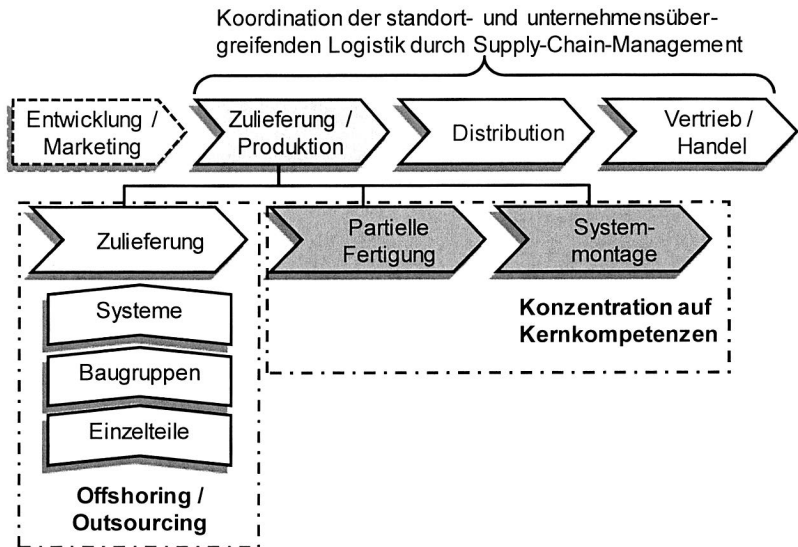 Koordination der standort- und unternehmensüber-
greifenden Logistik durch Supply-Chain-Management
Entwicklung /
Marketing
Zulieferung /
Produktion
Distribution
Vertrieb /
Handel
Zulieferung
Partielle
Fertigung
System-
montage
Systeme
Baugruppen
Einzelteile
Konzentration auf
Kernkompetenzen
Offshoring /
Outsourcing